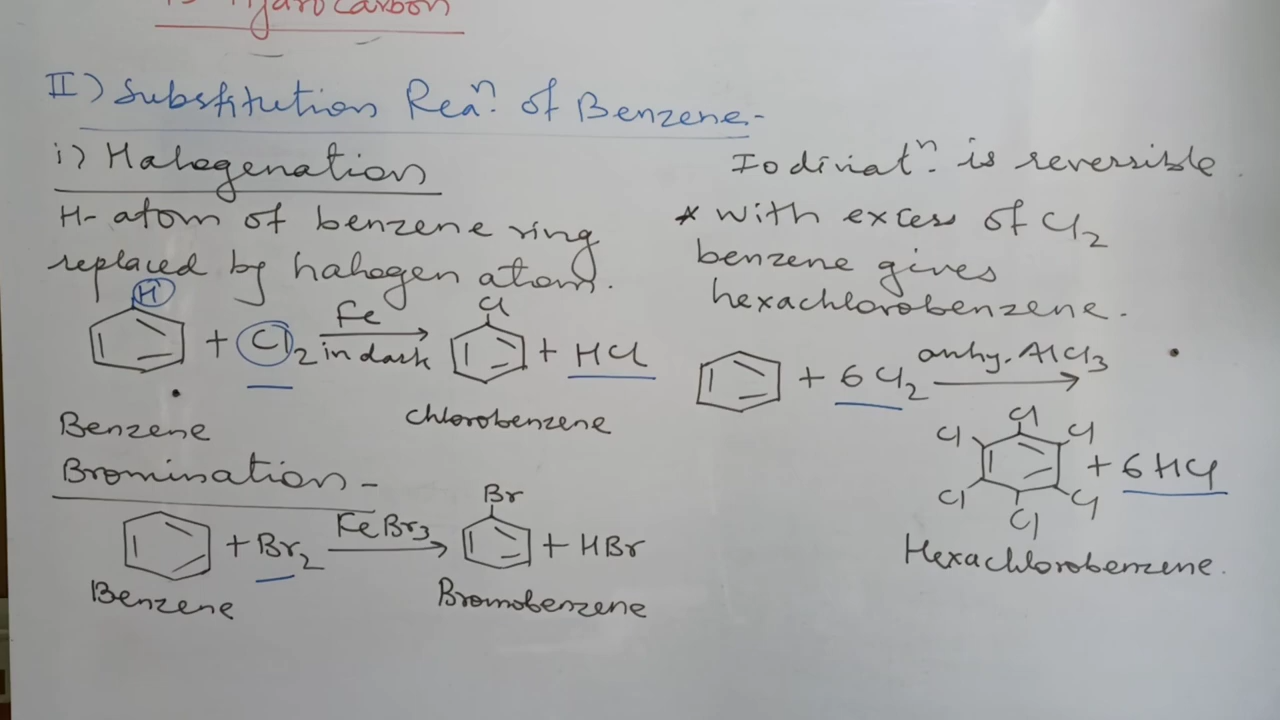 1) Hydrocarbon
II) Substitution Reaⁿ. of Benzene-
i) Halogenation
H-atom of benzene ring
replaced by halogen atom.
H
+ Cl2 Fe in dark Cl + HCl
Benzene chlorobenzene
Bromination -
+ Br2 FeBr3 Br + HBr
Benzene Bromobenzene
Iodinatⁿ. is reversible.
* with excess of Cl2
benzene gives
hexachlorobenzene.
+ 6 Cl2 anhy. AlCl3
Cl Cl Cl Cl Cl Cl + 6 HCl
Hexachlorobenzene.